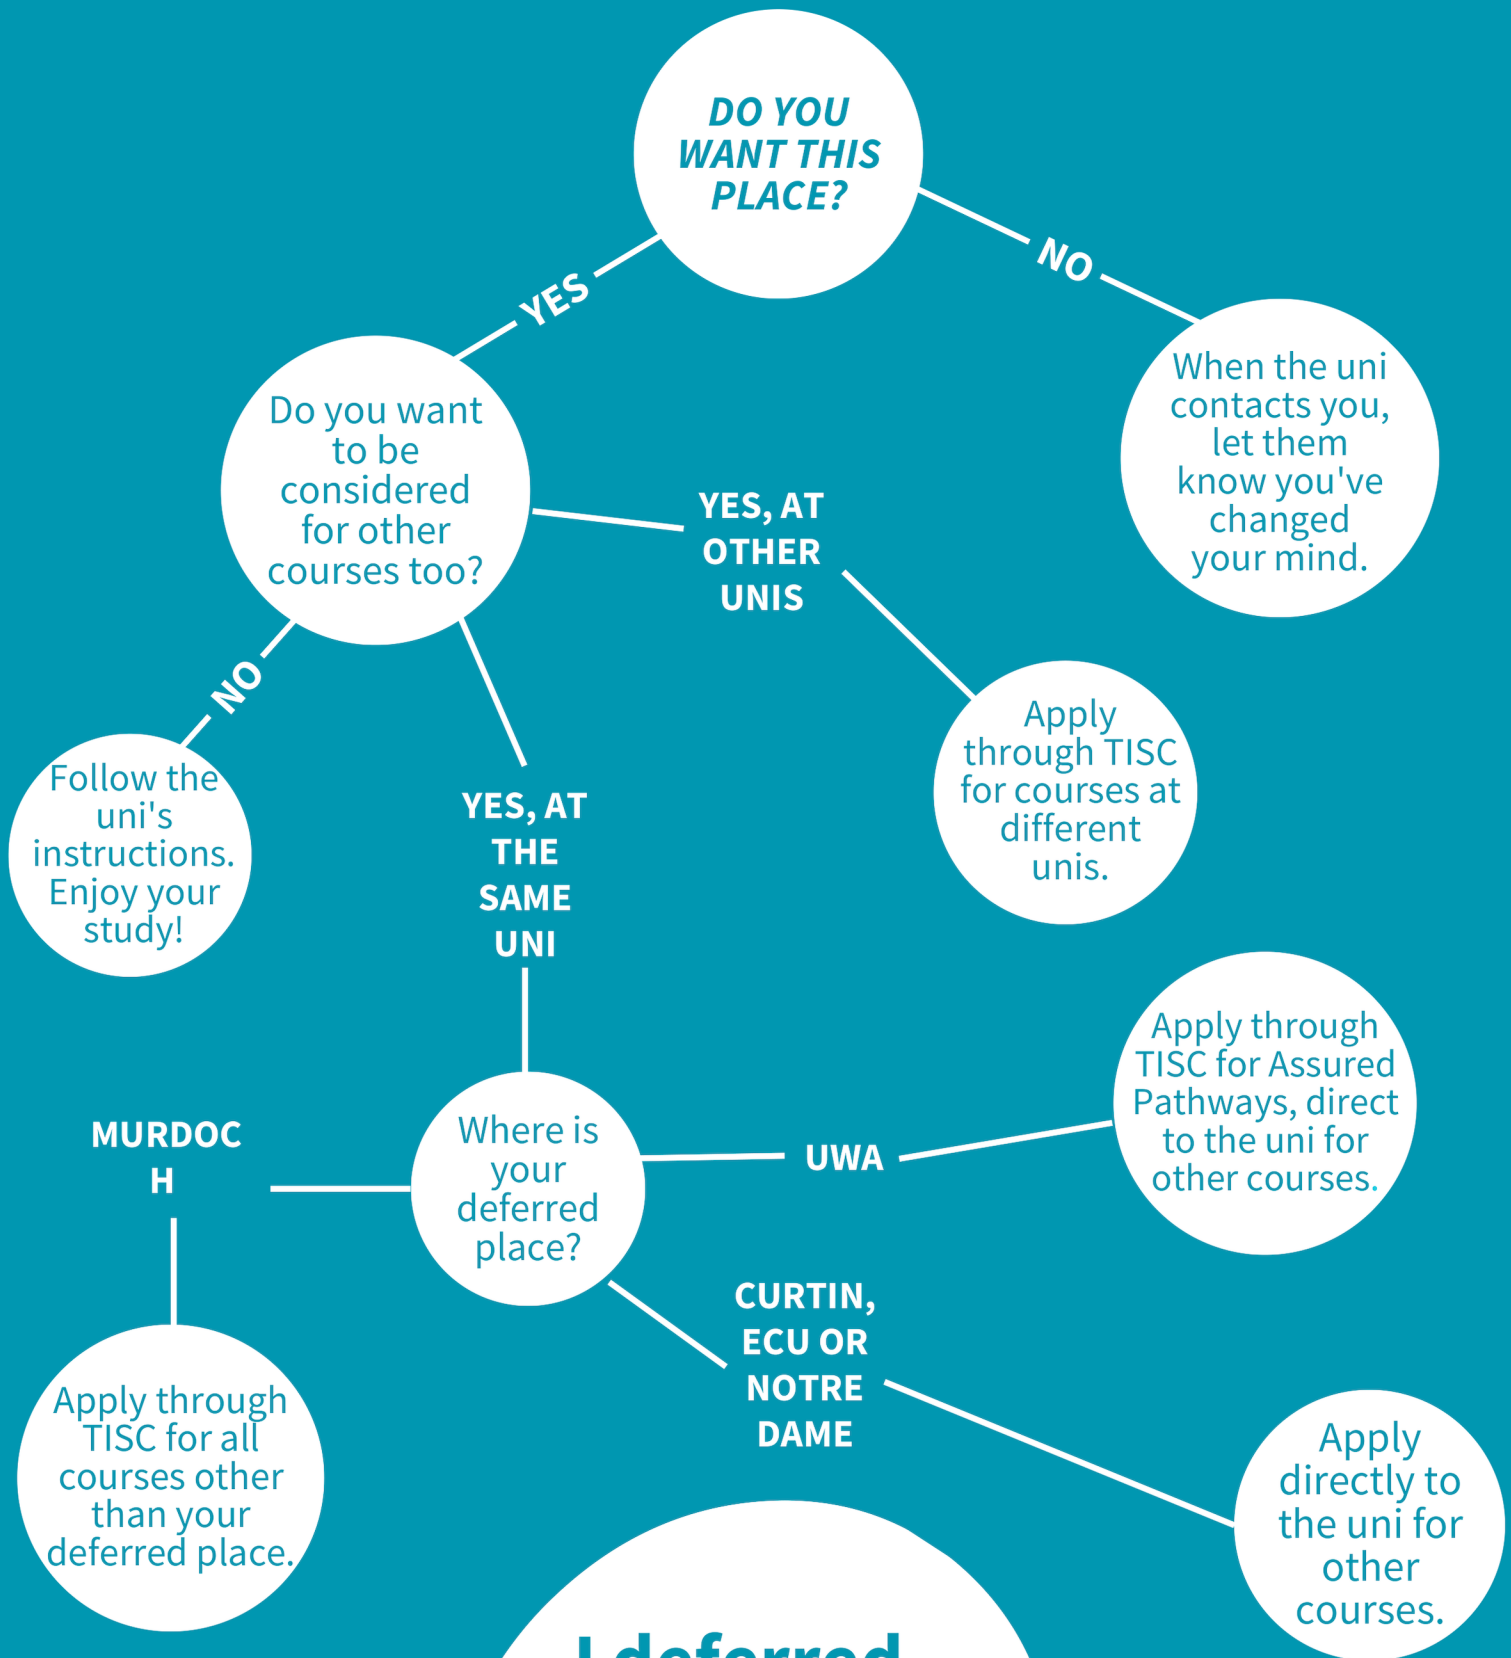 DO YOU
WANT THIS
PLACE?
YES
NO
When the uni
contacts you,
let them
know you've
changed
your mind.
Do you want
to be
considered
for other
courses too?
YES, AT
OTHER
UNIS
NO
Apply
through TISC
for courses at
different
unis.
Follow the
uni's
instructions.
Enjoy your
study!
YES, AT
THE
SAME
UNI
Where is
your
deferred
place?
MURDOC
H
UWA
Apply through
TISC for Assured
Pathways, direct
to the uni for
other courses.
CURTIN,
ECU OR
NOTRE
DAME
Apply through
TISC for all
courses other
than your
deferred place.
Apply
directly to
the uni for
other
courses.
I deferred